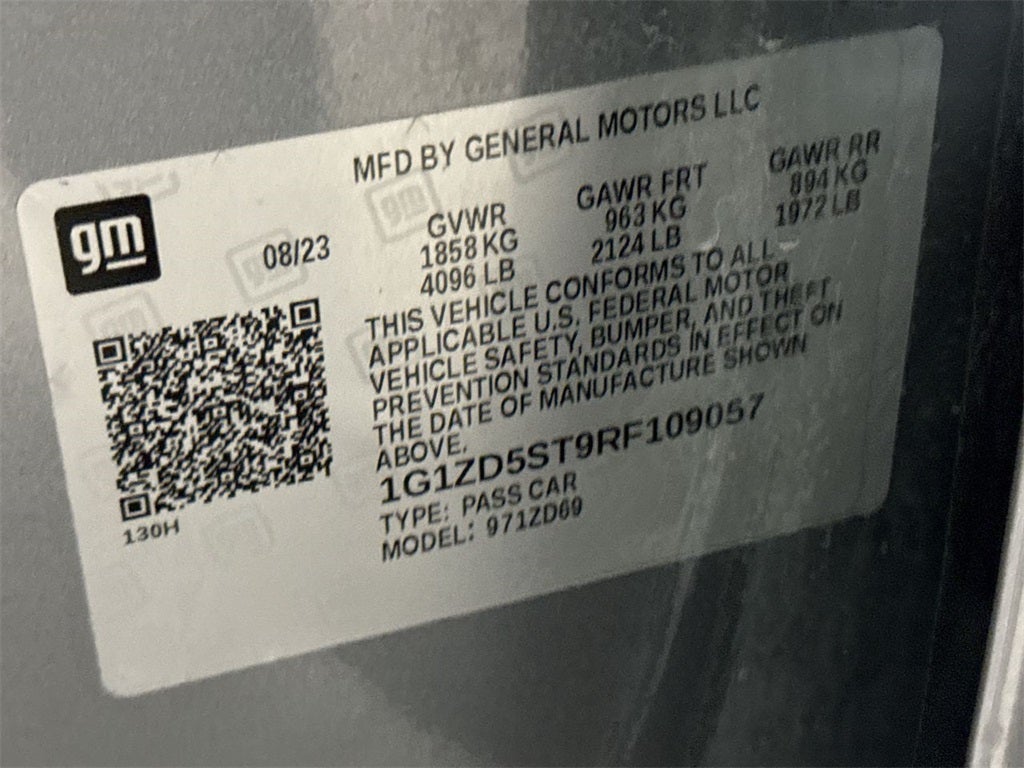 MFD BY GENERAL MOTORS LLC
gm
08/23
GVWR GAWR FRT GAWR RR
1858 KG 963 KG 894 KG
4096 LB 2124 LB 1972 LB
THIS VEHICLE CONFORMS TO ALL
APPLICABLE U.S. FEDERAL MOTOR
VEHICLE SAFETY, BUMPER, AND THEFT
PREVENTION STANDARDS IN EFFECT ON
THE DATE OF MANUFACTURE SHOWN
ABOVE.
1G1ZD5ST9RF109057
TYPE: PASS CAR
MODEL: 971ZD69
130H